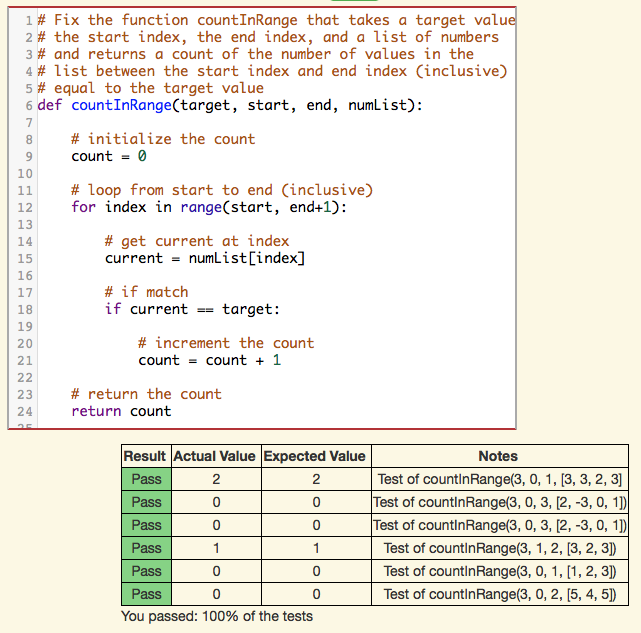 1 # Fix the function countInRange that takes a target value
2 # the start index, the end index, and a list of numbers
3 # and returns a count of the number of values in the
4 # list between the start index and end index (inclusive)
5 # equal to the target value
6 def countInRange(target, start, end, numList):
7
8 # initialize the count
9 count = 0
10
11 # loop from start to end (inclusive)
12 for index in range(start, end+1):
13
14 # get current at index
15 current = numList[index]
16
17 # if match
18 if current == target:
19
20 # increment the count
21 count = count + 1
22
23 # return the count
24 return count
Result Actual Value Expected Value Notes
Pass 2 2 Test of countInRange(3, 0, 1, [3, 3, 2, 3]
Pass 0 0 Test of countInRange(3, 0, 3, [2, -3, 0, 1])
Pass 0 0 Test of countInRange(3, 0, 3, [2, -3, 0, 1])
Pass 1 1 Test of countInRange(3, 1, 2, [3, 2, 3])
Pass 0 0 Test of countInRange(3, 0, 1, [1, 2, 3])
Pass 0 0 Test of countInRange(3, 0, 2, [5, 4, 5])
You passed: 100% of the tests